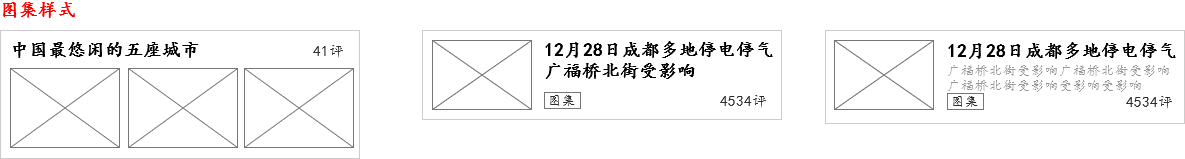 图集样式
中国最悠闲的五座城市
41评
12月28日成都多地停电停气
广福桥北街受影响
图集
4534评
12月28日成都多地停电停气
广福桥北街受影响广福桥北街受影响
广福桥北街受影响受影响受影响
图集
4534评